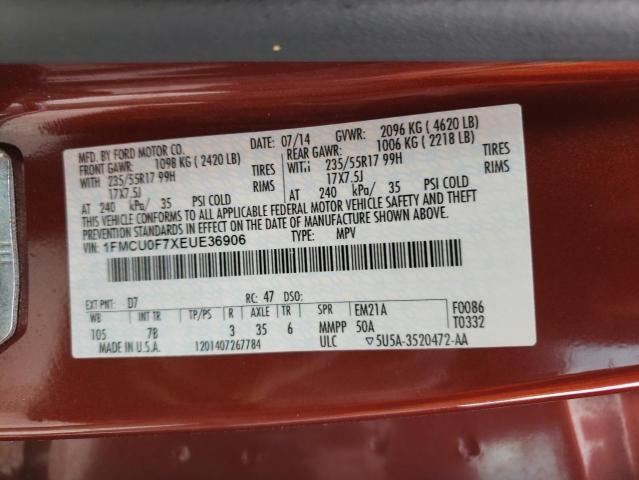 MFD. BY FORD MOTOR CO. DATE: 07/14 GVWR: 2096 KG ( 4620 LB)
FRONT GAWR: 1098 KG ( 2420 LB) REAR GAWR: 1006 KG ( 2218 LB)
WITH 235/55R17 99H TIRES WITH 235/55R17 99H TIRES
17X7.5J RIMS 17X7.5J RIMS
AT 240 kPa/ 35 PSI COLD AT 240 kPa/ 35 PSI COLD
THIS VEHICLE CONFORMS TO ALL APPLICABLE FEDERAL MOTOR VEHICLE SAFETY AND THEFT
PREVENTION STANDARDS IN EFFECT ON THE DATE OF MANUFACTURE SHOWN ABOVE.
VIN: 1FMCU0F7XEUE36906 TYPE: MPV
EXT PNT: D7 RC: 47 DSO:
WB INT TR TP/PS R AXLE TR SPR EM21A F0086
105 7B 3 35 6 MMPP 50A T0332
MADE IN U.S.A. 1201407267784 ULC ▽5U5A-3520472-AA